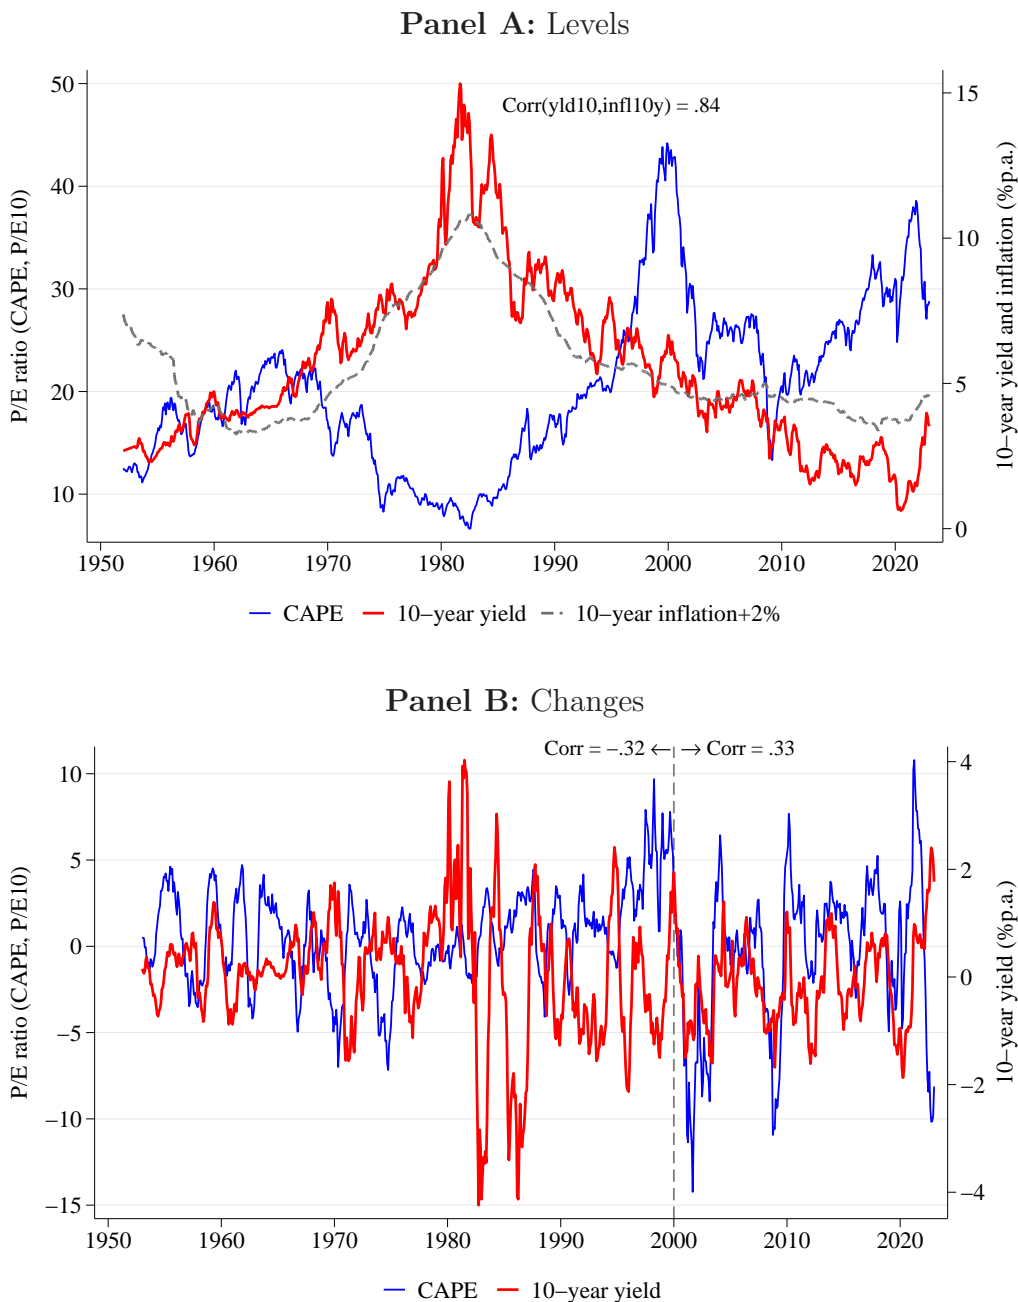 Panel A: Levels
P/E ratio (CAPE, P/E10)
50
40
30
20
10
Corr(yld10,infl10y) = .84
15
10
5
0
10−year yield and inflation (%p.a.)
1950 1960 1970 1980 1990 2000 2010 2020
CAPE 10−year yield 10−year inflation+2%
Panel B: Changes
P/E ratio (CAPE, P/E10)
10
5
0
−5
−10
−15
Corr = −.32 ← → Corr = .33
4
2
0
−2
−4
10−year yield (%p.a.)
1950 1960 1970 1980 1990 2000 2010 2020
CAPE 10−year yield